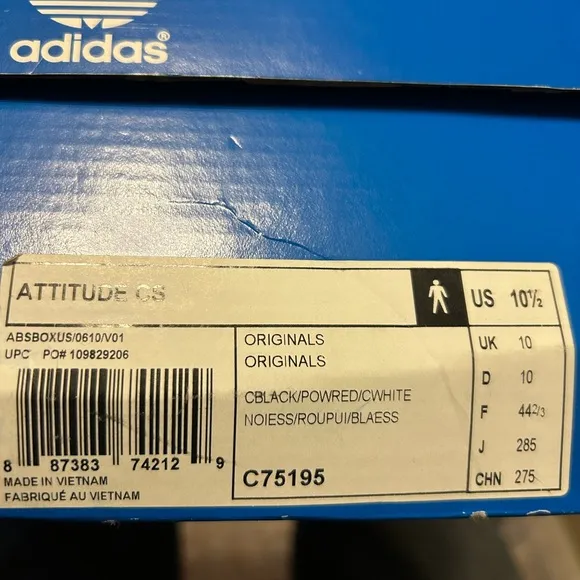 adidas®
ATTITUDE CS
US 10½
ABSBOXUS/0610/V01
UPC PO# 109829206
8 87383 74212 9
MADE IN VIETNAM
FABRIQUÉ AU VIETNAM
ORIGINALS
ORIGINALS
CBLACK/POWRED/CWHITE
NOIESS/ROUPUI/BLAESS
C75195
UK 10
D 10
F 442/3
J 285
CHN 275